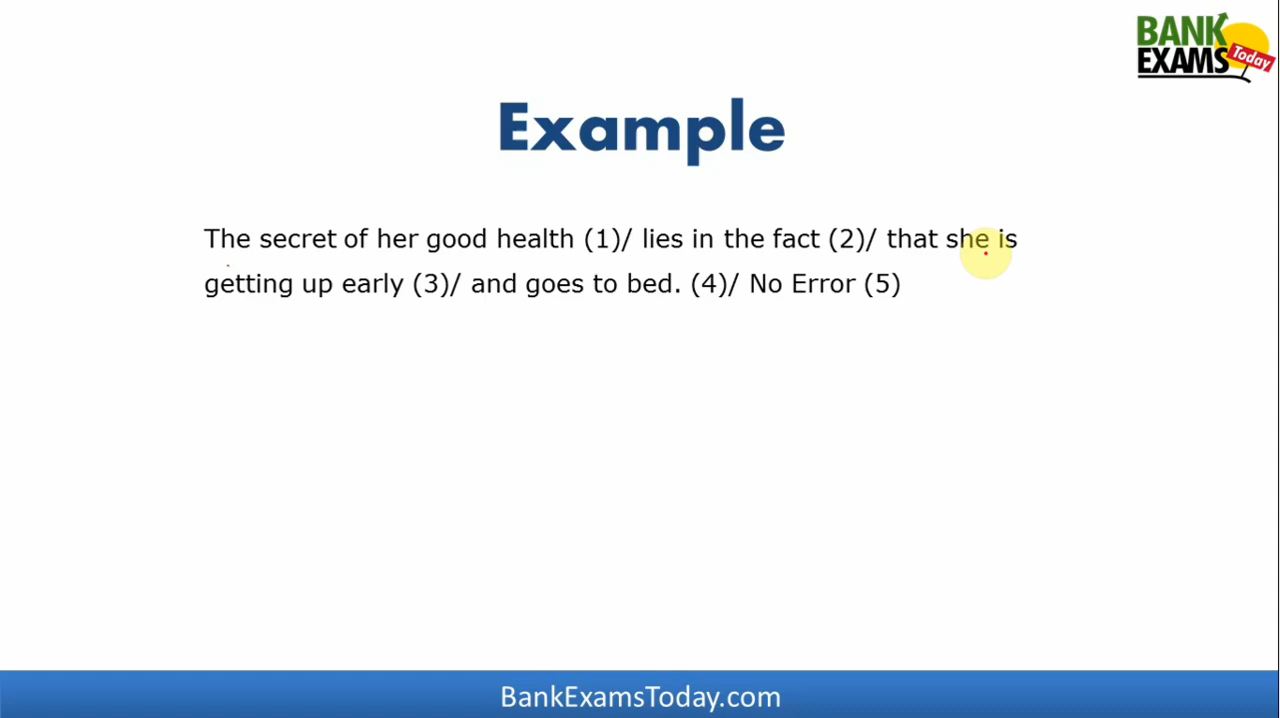 BANK
EXAMS Today
Example
The secret of her good health (1)/ lies in the fact (2)/ that she is
getting up early (3)/ and goes to bed. (4)/ No Error (5)
BankExamsToday.com